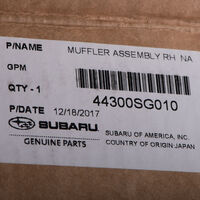 P/NAME MUFFLER ASSEMBLY RH NA
GPM
QTY - 1 44300SG010
P/DATE 12/18/2017
SUBARU SUBARU OF AMERICA, INC.
GENUINE PARTS COUNTRY OF ORIGIN:JAPAN